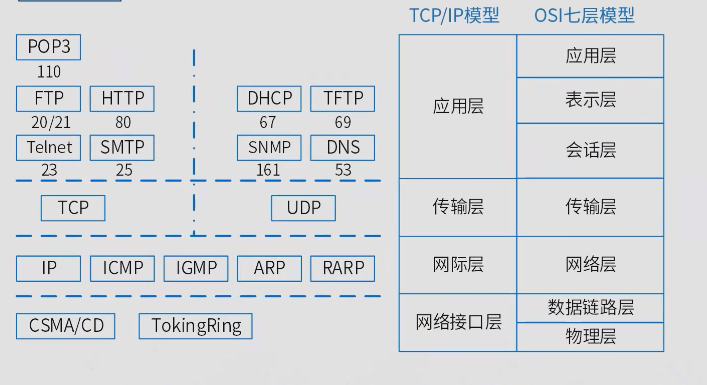 TCP/IP模型 OSI七层模型
POP3
110
FTP HTTP DHCP TFTP
20/21 80 67 69
Telnet SMTP SNMP DNS
23 25 161 53
TCP UDP
IP ICMP IGMP ARP RARP
CSMA/CD TokingRing
应用层
传输层
网际层
网络接口层
应用层
表示层
会话层
传输层
网络层
数据链路层
物理层